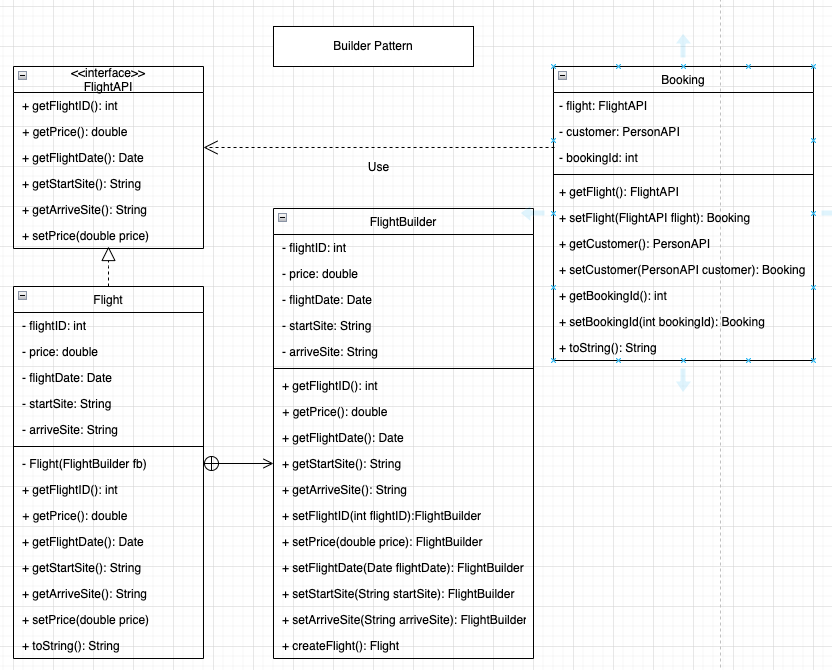 Builder Pattern
<<interface>>
FlightAPI
+ getFlightID(): int
+ getPrice(): double
+ getFlightDate(): Date
+ getStartSite(): String
+ getArriveSite(): String
+ setPrice(double price)
Use
Booking
- flight: FlightAPI
- customer: PersonAPI
- bookingId: int
+ getFlight(): FlightAPI
+ setFlight(FlightAPI flight): Booking
+ getCustomer(): PersonAPI
+ setCustomer(PersonAPI customer): Booking
+ getBookingId(): int
+ setBookingId(int bookingId): Booking
+ toString(): String
Flight
- flightID: int
- price: double
- flightDate: Date
- startSite: String
- arriveSite: String
- Flight(FlightBuilder fb)
+ getFlightID(): int
+ getPrice(): double
+ getFlightDate(): Date
+ getStartSite(): String
+ getArriveSite(): String
+ setPrice(double price)
+ toString(): String
FlightBuilder
- flightID: int
- price: double
- flightDate: Date
- startSite: String
- arriveSite: String
+ getFlightID(): int
+ getPrice(): double
+ getFlightDate(): Date
+ getStartSite(): String
+ getArriveSite(): String
+ setFlightID(int flightID):FlightBuilder
+ setPrice(double price): FlightBuilder
+ setFlightDate(Date flightDate): FlightBuilder
+ setStartSite(String startSite): FlightBuilder
+ setArriveSite(String arriveSite): FlightBuilder
+ createFlight(): Flight